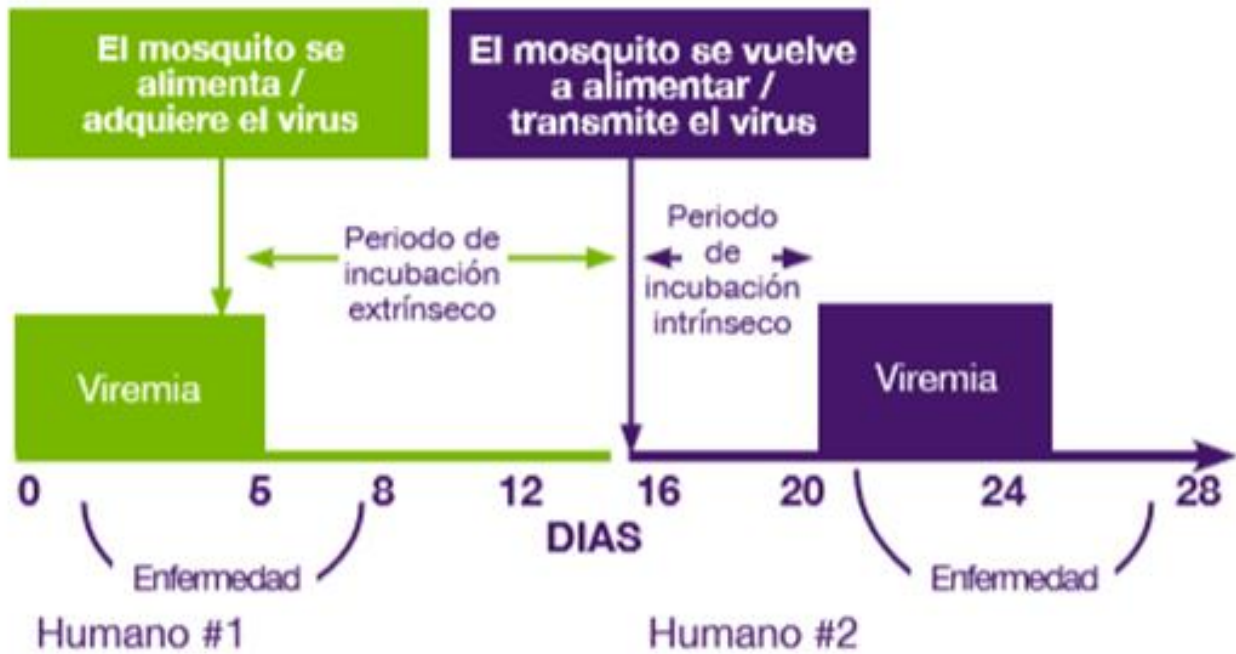 El mosquito se
alimenta /
adquiere el virus
El mosquito se vuelve
a alimentar /
transmite el virus
Periodo de
incubación
extrínseco
Periodo
de
incubación
intrínseco
Viremia
Viremia
0 5 8 12 16 20 24 28
DIAS
Enfermedad
Enfermedad
Humano #1
Humano #2